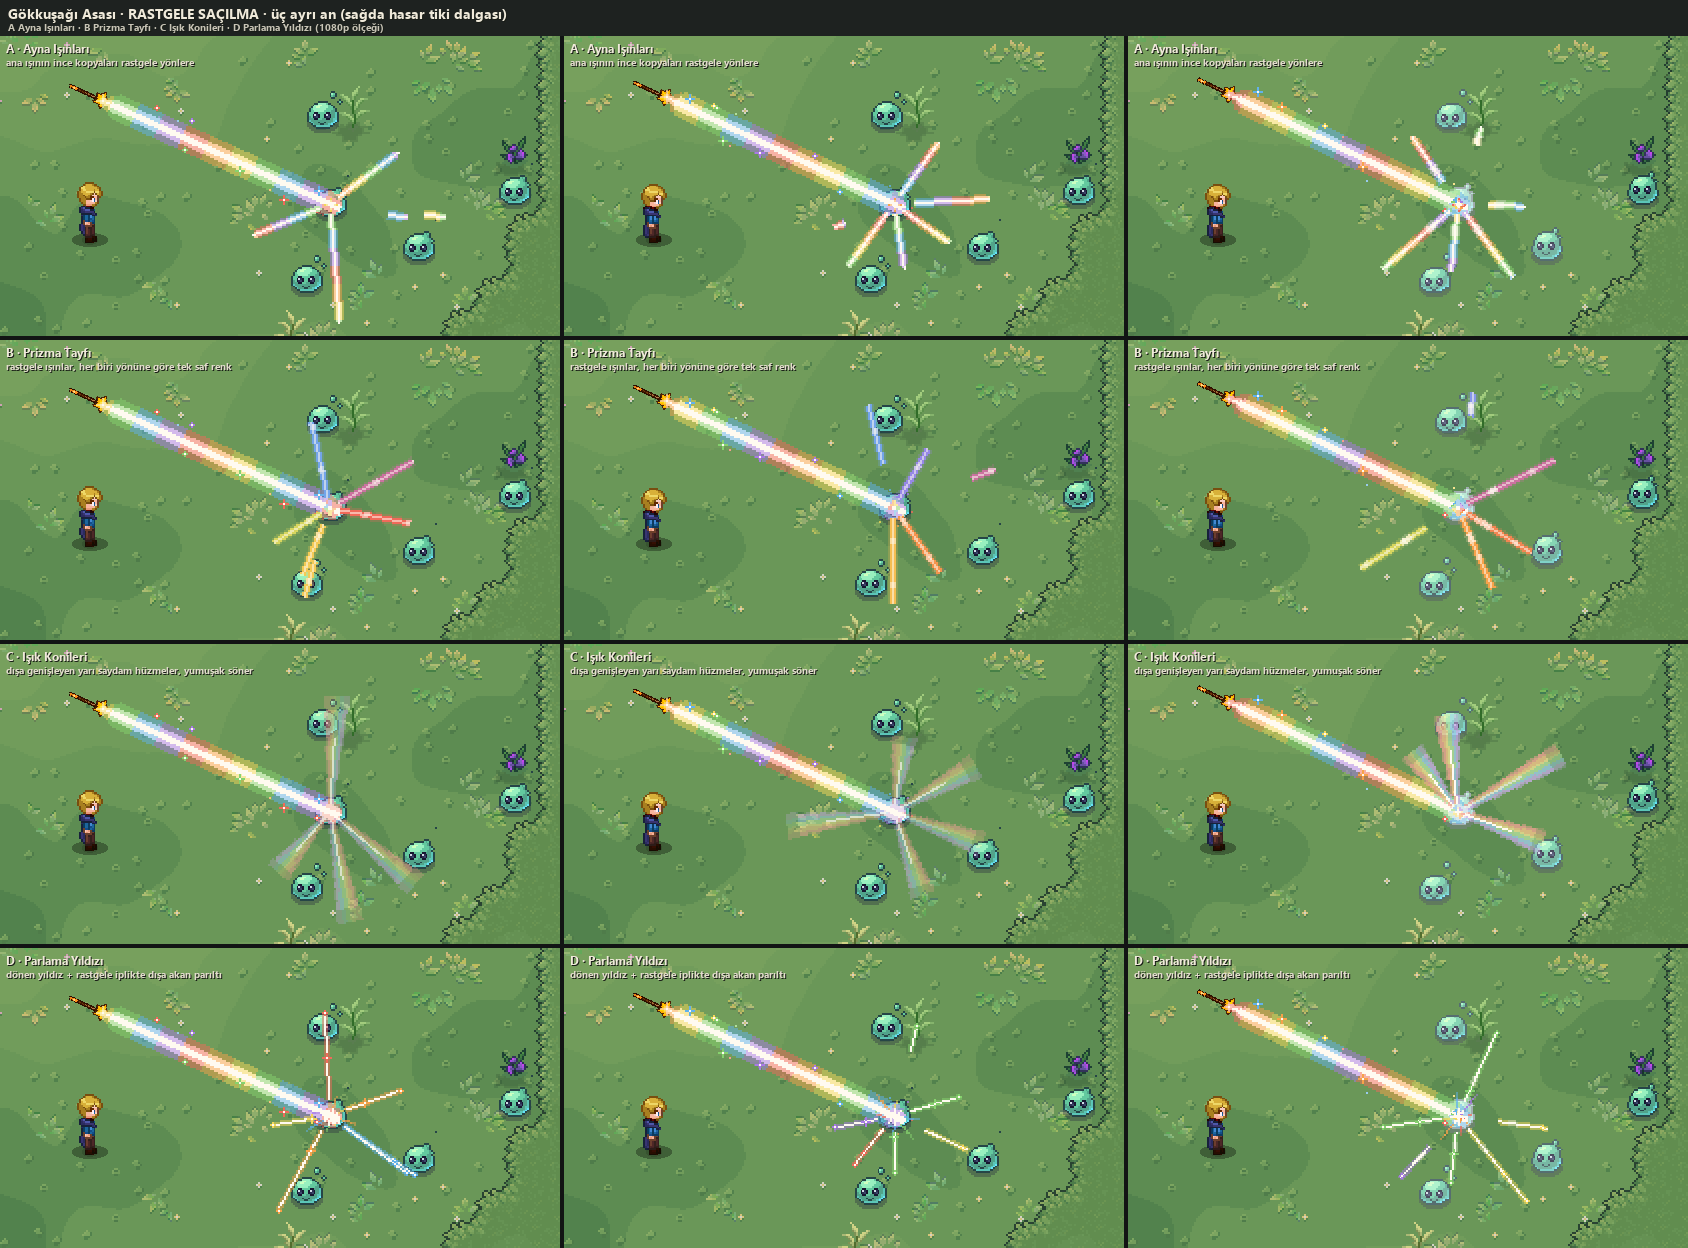 Gökkuşağı Asası · RASTGELE SAÇILMA · üç ayrı an (sağda hasar tiki dalgası)
A Ayna Işınları · B Prizma Tayfı · C Işık Konileri · D Parlama Yıldızı (1080p ölçeği)
A · Ayna Işınları
ana ışının ince kopyaları rastgele yönlere
A · Ayna Işınları
ana ışının ince kopyaları rastgele yönlere
A · Ayna Işınları
ana ışının ince kopyaları rastgele yönlere
B · Prizma Tayfı
rastgele ışınlar, her biri yönüne göre tek saf renk
B · Prizma Tayfı
rastgele ışınlar, her biri yönüne göre tek saf renk
B · Prizma Tayfı
rastgele ışınlar, her biri yönüne göre tek saf renk
C · Işık Konileri
dışa genişleyen yarı saydam hüzmeler, yumuşak söner
C · Işık Konileri
dışa genişleyen yarı saydam hüzmeler, yumuşak söner
C · Işık Konileri
dışa genişleyen yarı saydam hüzmeler, yumuşak söner
D · Parlama Yıldızı
dönen yıldız + rastgele iplikte dışa akan parıltı
D · Parlama Yıldızı
dönen yıldız + rastgele iplikte dışa akan parıltı
D · Parlama Yıldızı
dönen yıldız + rastgele iplikte dışa akan parıltı